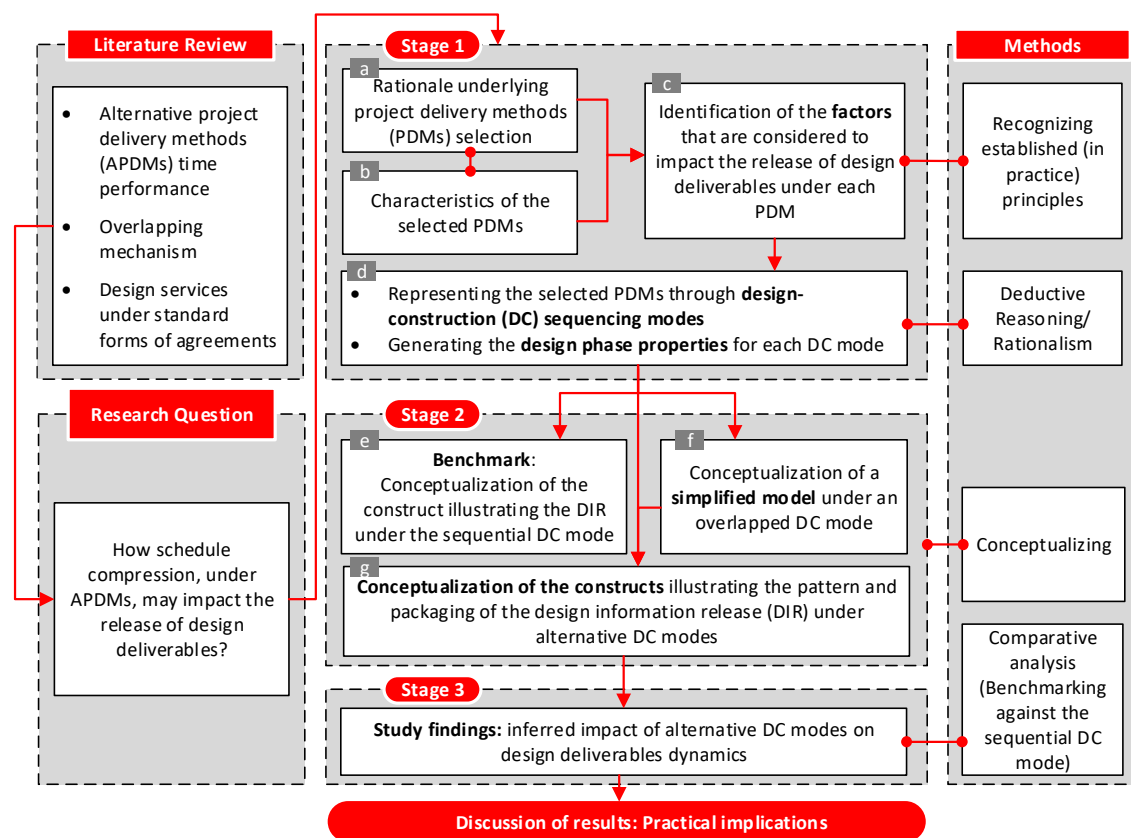 Literature Review
• Alternative project
delivery methods
(APDMs) time
performance
• Overlapping
mechanism
• Design services
under standard
forms of agreements
Research Question
How schedule
compression, under
APDMs, may impact the
release of design
deliverables?
Stage 1
a
Rationale underlying
project delivery methods
(PDMs) selection
b
Characteristics of the
selected PDMs
c
Identification of the factors
that are considered to
impact the release of design
deliverables under each
PDM
d
• Representing the selected PDMs through design-
construction (DC) sequencing modes
• Generating the design phase properties for each DC mode
Stage 2
e
Benchmark:
Conceptualization of the
construct illustrating the DIR
under the sequential DC mode
f
Conceptualization of a
simplified model under an
overlapped DC mode
g
Conceptualization of the constructs illustrating the pattern and
packaging of the design information release (DIR) under
alternative DC modes
Stage 3
Study findings: inferred impact of alternative DC modes on
design deliverables dynamics
Discussion of results: Practical implications
Methods
Recognizing
established (in
practice)
principles
Deductive
Reasoning/
Rationalism
Conceptualizing
Comparative
analysis
(Benchmarking
against the
sequential DC
mode)